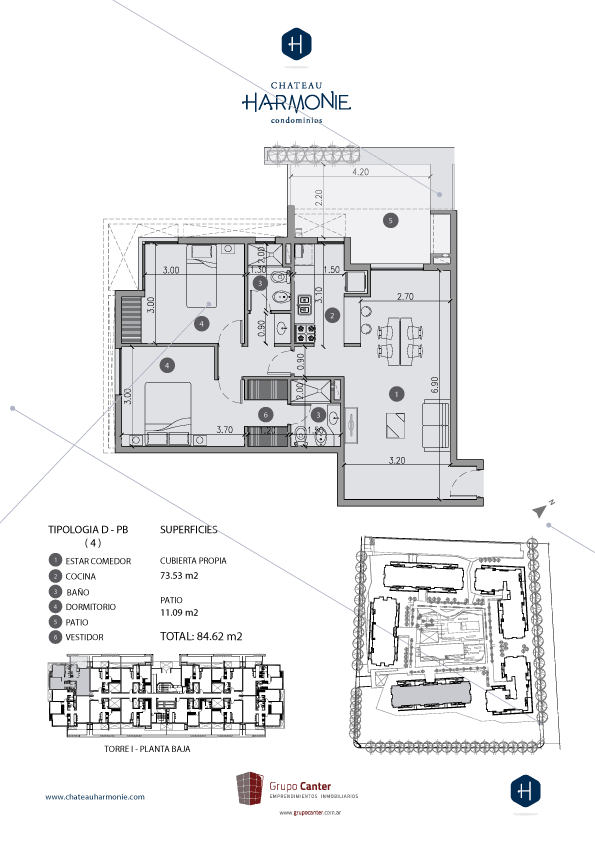 H
CHATEAU
HARMONIE
condominios
4.20
2.20
5
2.00
3.00
1.30
1.50
3
3.10
2.70
3.00
4
2
0.90
4
0.90
1
6.90
3.00
2.00
6
3
3.70
1.20
1.50
3.20
N
TIPOLOGIA D - PB
( 4 )
1 ESTAR COMEDOR
2 COCINA
3 BAÑO
4 DORMITORIO
5 PATIO
6 VESTIDOR
SUPERFICIES
CUBIERTA PROPIA
73.53 m2
PATIO
11.09 m2
TOTAL: 84.62 m2
TORRE I - PLANTA BAJA
www.chateauharmonie.com
Grupo Canter
EMPRENDIMIENTOS INMOBILIARIOS
www.grupocanter.com.ar
H